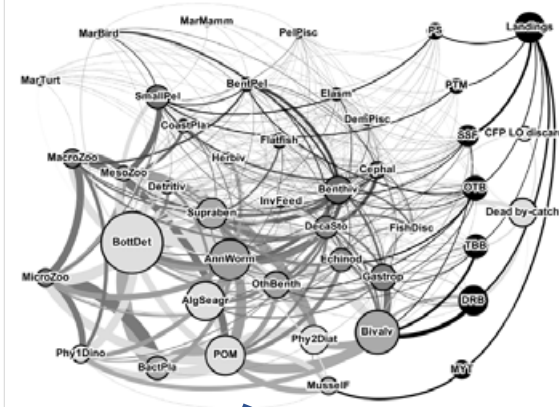 MarMamm
MarBird
PelPisc
PS
Landings
MarTurt
SmallPel
BentPel
Elasm
PTM
CoastPla
DemPisc
SSF
CFP LO discar
Flatfish
MacroZoo
MesoZoo
Herbiv
Cephal
Detritiv
Benthiv
OTB
InvFeed
Supraben
Dead by-catch
DecaSto
FishDisc
BottDet
TBB
AnnWorm
Echinod
MicroZoo
OthBenth
Gastrop
AlgSeagr
DRB
Bivalv
Phy2Diat
Phy1Dino
POM
BactPla
MYT
MusselF